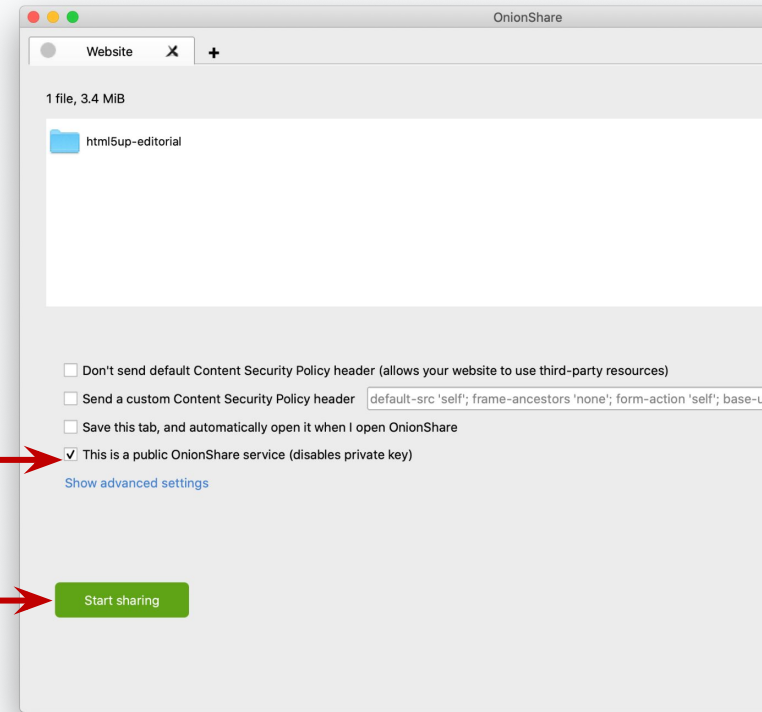 OnionShare
Website
1 file, 3.4 MiB
html5up-editorial
Don't send default Content Security Policy header (allows your website to use third-party resources)
Send a custom Content Security Policy header default-src 'self'; frame-ancestors 'none'; form-action 'self'; base-u
Save this tab, and automatically open it when I open OnionShare
This is a public OnionShare service (disables private key)
Show advanced settings
Start sharing